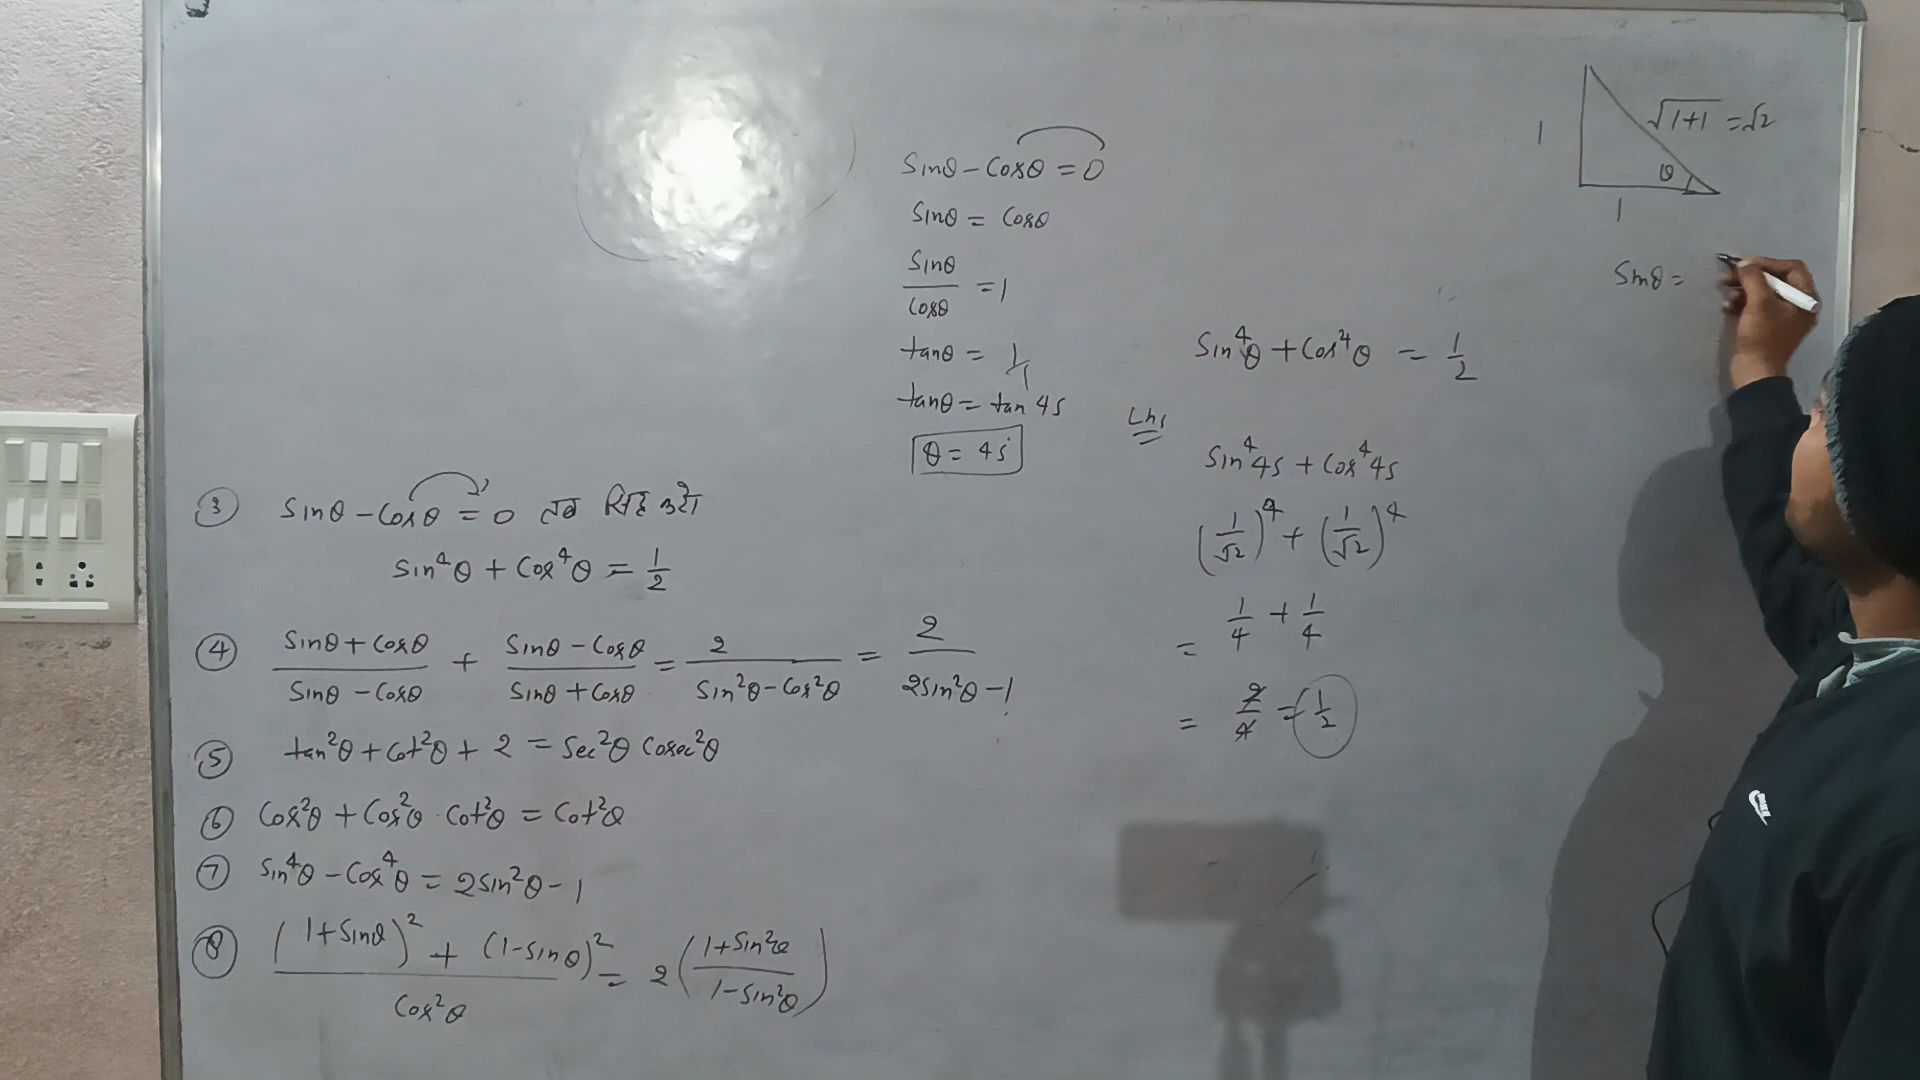 sinθ - cosθ = 0
sinθ = cosθ
sinθ/cosθ = 1
tanθ = 1/1
tanθ = tan 45
θ = 45
③ sinθ - cosθ = 0 तब सिद्ध करो
sin⁴θ + cos⁴θ = 1/2
④ (sinθ + cosθ)/(sinθ - cosθ) + (sinθ - cosθ)/(sinθ + cosθ) = 2/(sin²θ - cos²θ) = 2/(2sin²θ - 1)
⑤ tan²θ + cot²θ + 2 = sec²θ cosec²θ
⑥ cos²θ + cos²θ · cot²θ = cot²θ
⑦ sin⁴θ - cos⁴θ = 2sin²θ - 1
⑧ ((1 + sinθ)² + (1 - sinθ)²)/cos²θ = 2((1 + sin²θ)/(1 - sin²θ))
sin⁴θ + cos⁴θ = 1/2
Lhs
sin⁴45 + cos⁴45
(1/√2)⁴ + (1/√2)⁴
= 1/4 + 1/4
= 2/4 = 1/2
1
√1+1 = √2
θ
1
sinθ =